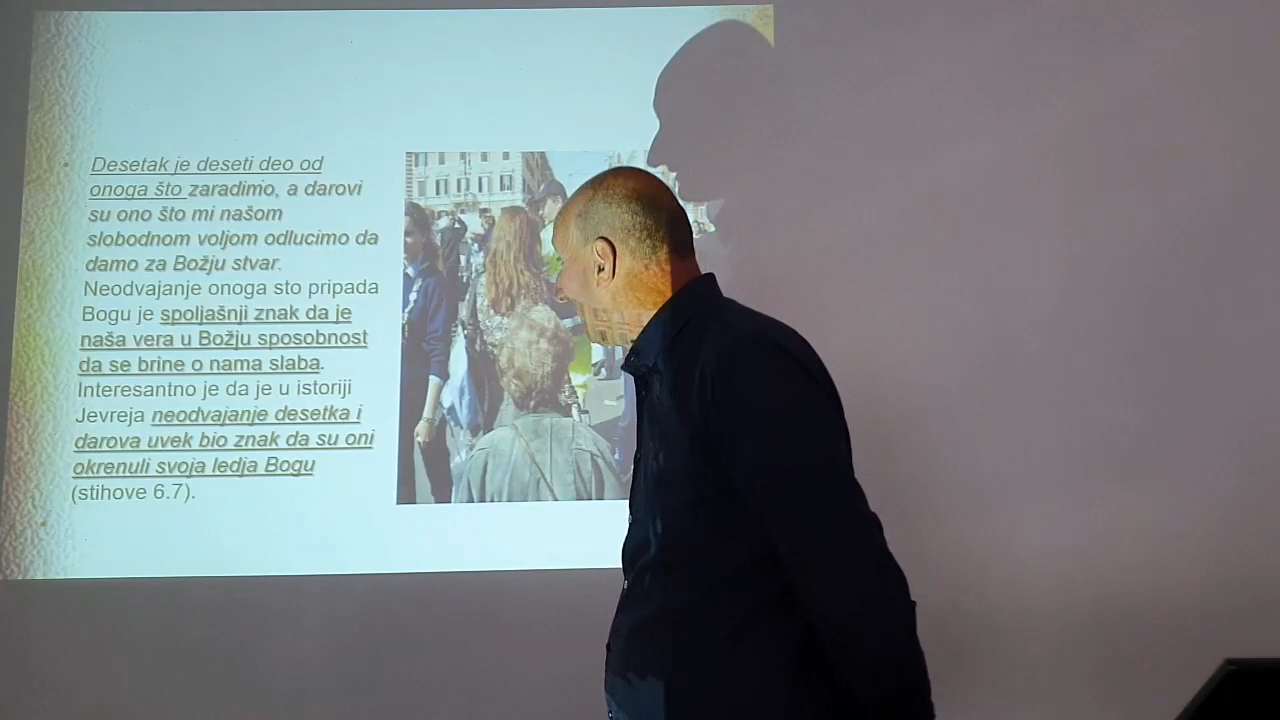 Desetak je deseti deo od
onoga što zaradimo, a darovi
su ono što mi našom
slobodnom voljom odlucimo da
damo za Božju stvar.
Neodvajanje onoga sto pripada
Bogu je spoljašnji znak da je
naša vera u Božju sposobnost
da se brine o nama slaba.
Interesantno je da je u istoriji
Jevreja neodvajanje desetka i
darova uvek bio znak da su oni
okrenuli svoja ledja Bogu
(stihove 6.7).